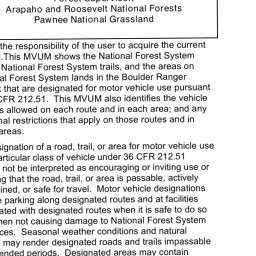 Arapaho and Roosevelt National Forests
Pawnee National Grassland
the responsibility of the user to acquire the current
.This MVUM shows the National Forest System
National Forest System trails, and the areas on
al Forest System lands in the Boulder Ranger
t that are designated for motor vehicle use pursuant
CFR 212.51. This MVUM also identifies the vehicle
s allowed on each route and in each area; and any
nal restrictions that apply on those routes and in
areas.
signation of a road, trail, or area for motor vehicle use
articular class of vehicle under 36 CFR 212.51
not be interpreted as encouraging or inviting use or
ng that the road, trail, or area is passable, actively
ined, or safe for travel. Motor vehicle designations
e parking along designated routes and at facilities
ated with designated routes when it is safe to do so
hen not causing damage to National Forest System
ces. Seasonal weather conditions and natural
may render designated roads and trails impassable
ended periods. Designated areas may contain